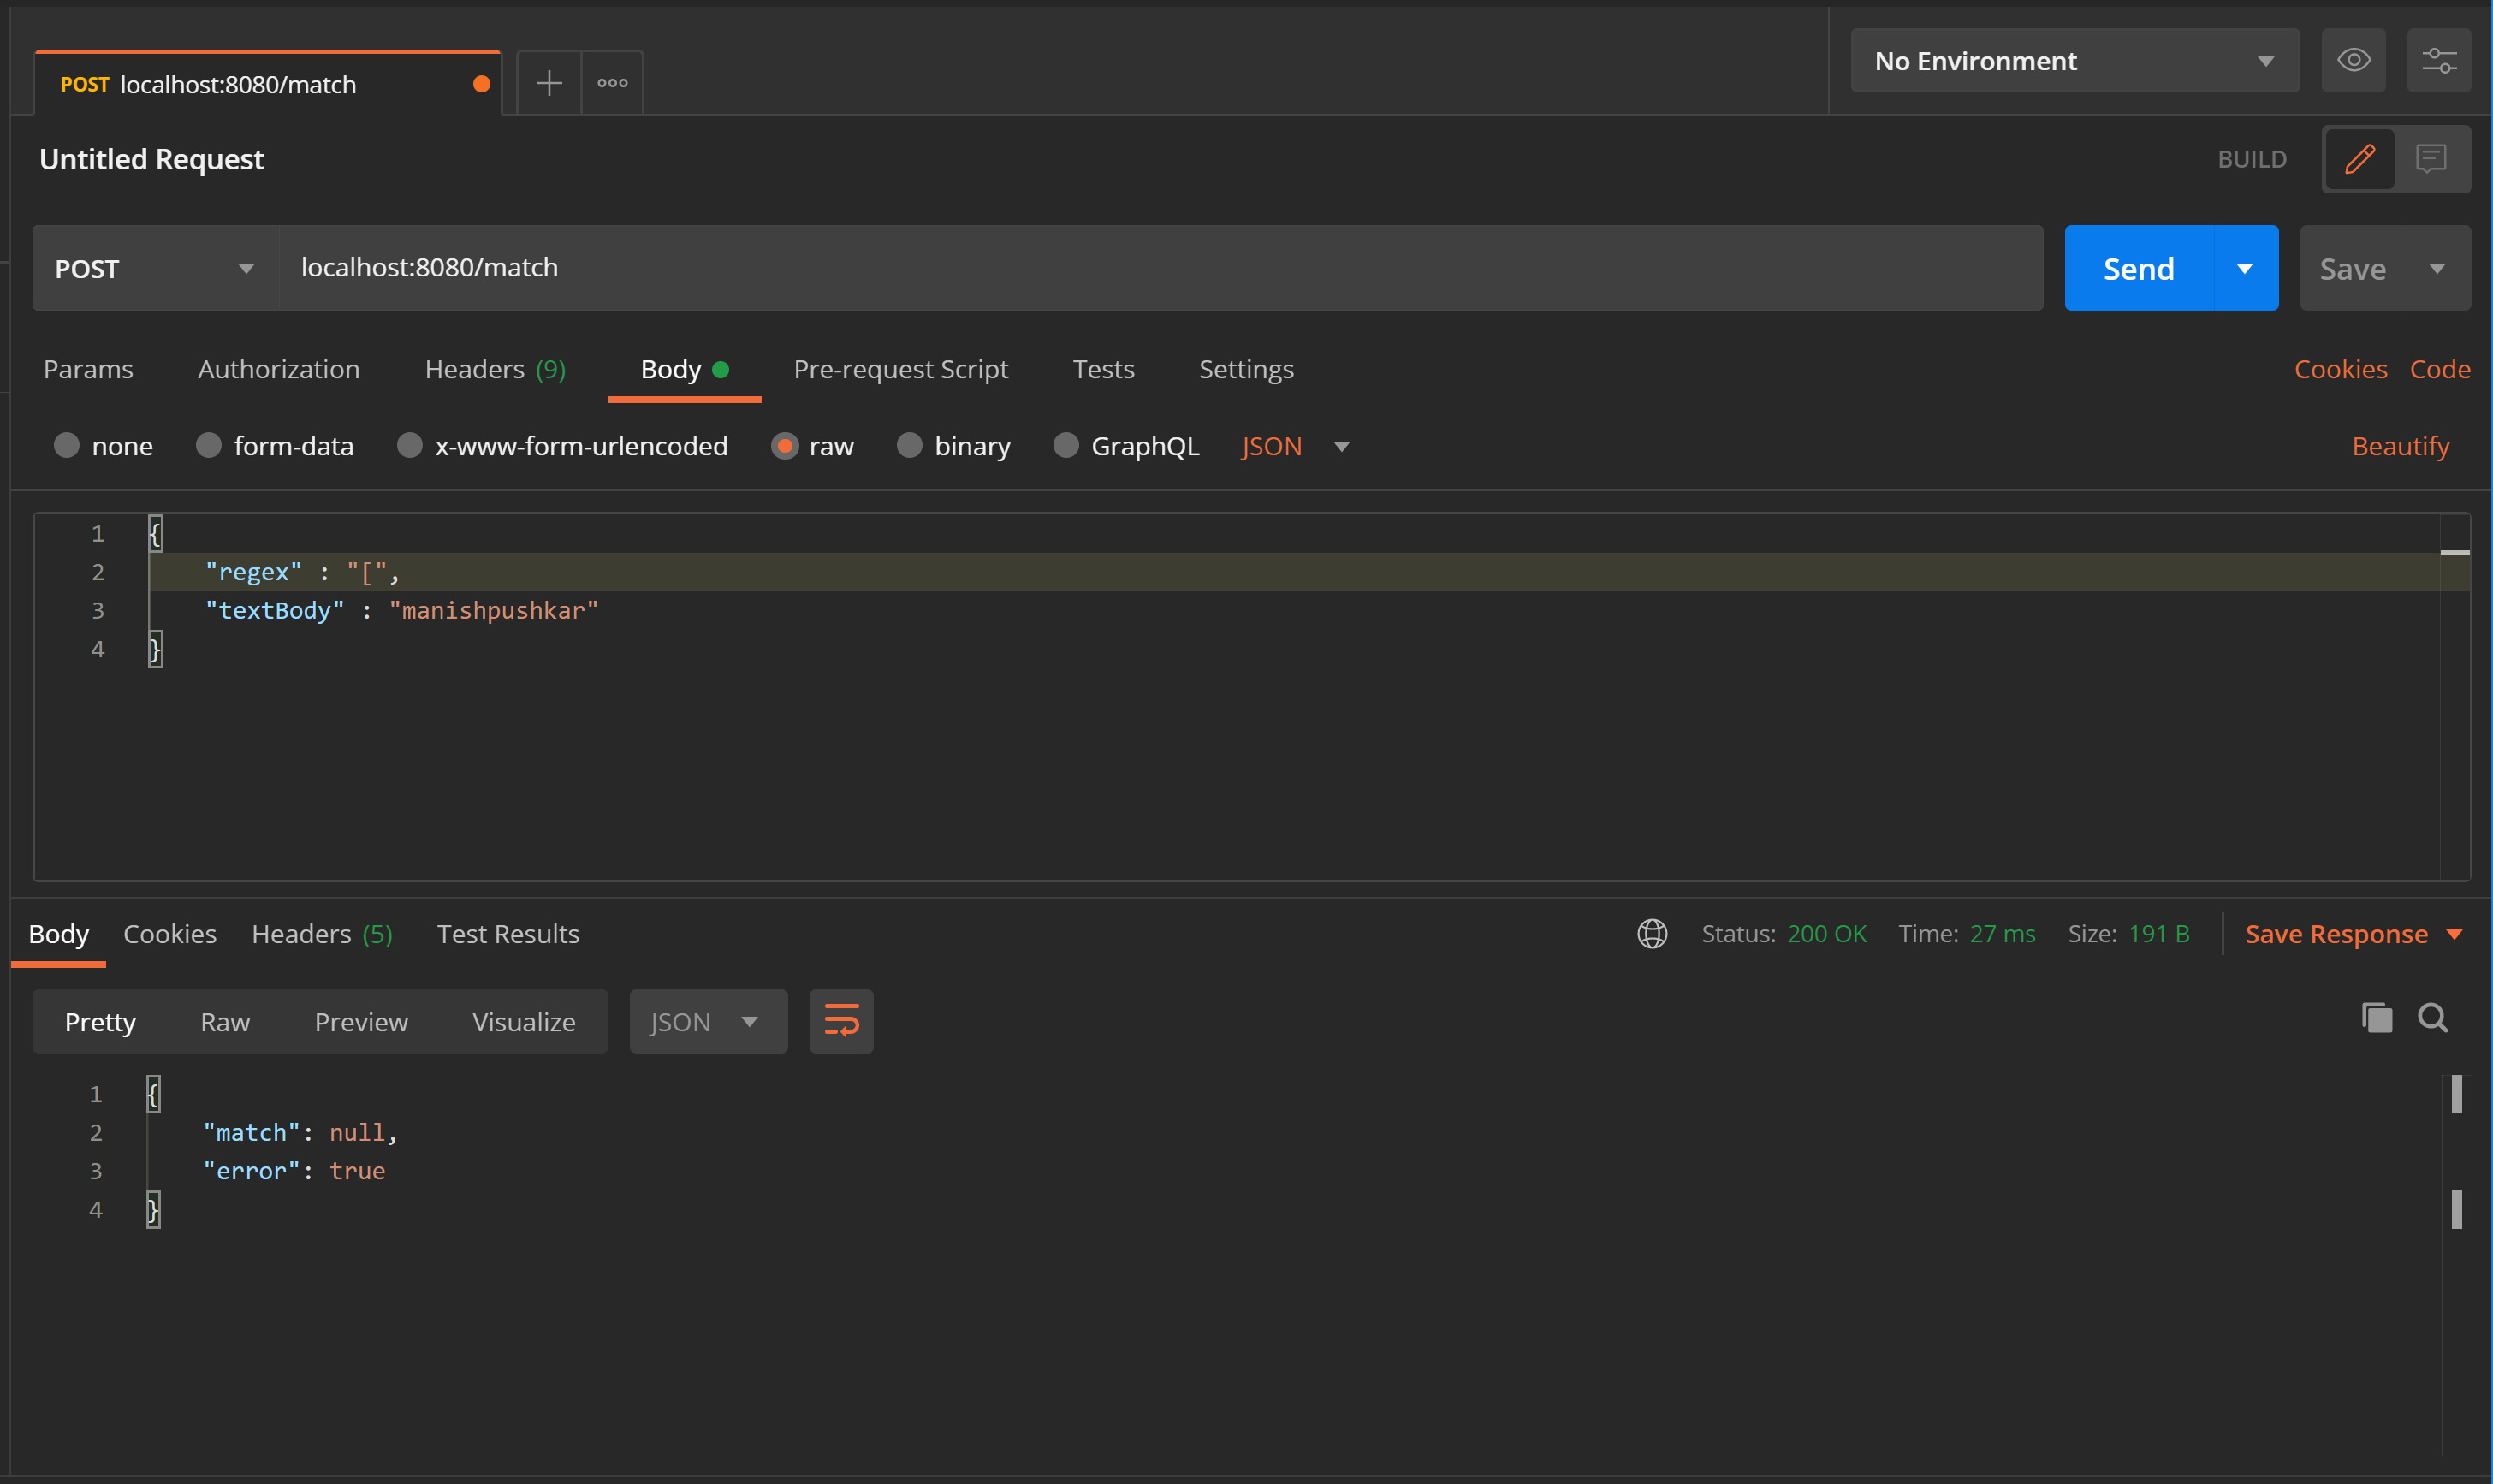 POST localhost:8080/match
No Environment
Untitled Request
BUILD
POST localhost:8080/match Send Save
Params Authorization Headers (9) Body Pre-request Script Tests Settings Cookies Code
none form-data x-www-form-urlencoded raw binary GraphQL JSON Beautify
1 {
2 "regex" : "[",
3 "textBody" : "manishpushkar"
4 }
Body Cookies Headers (5) Test Results Status: 200 OK Time: 27 ms Size: 191 B Save Response
Pretty Raw Preview Visualize JSON
1 {
2 "match": null,
3 "error": true
4 }